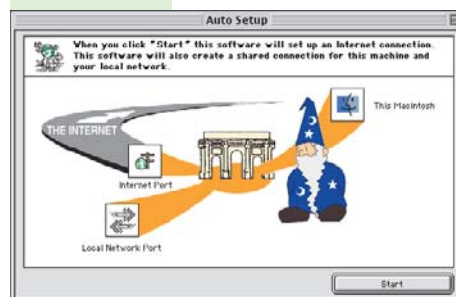 Auto Setup
When you click "Start" this software will set up an Internet connection.
This software will also create a shared connection for this machine and
your local network.
This Macintosh
THE INTERNET
Internet Port
Local Network Port
Start